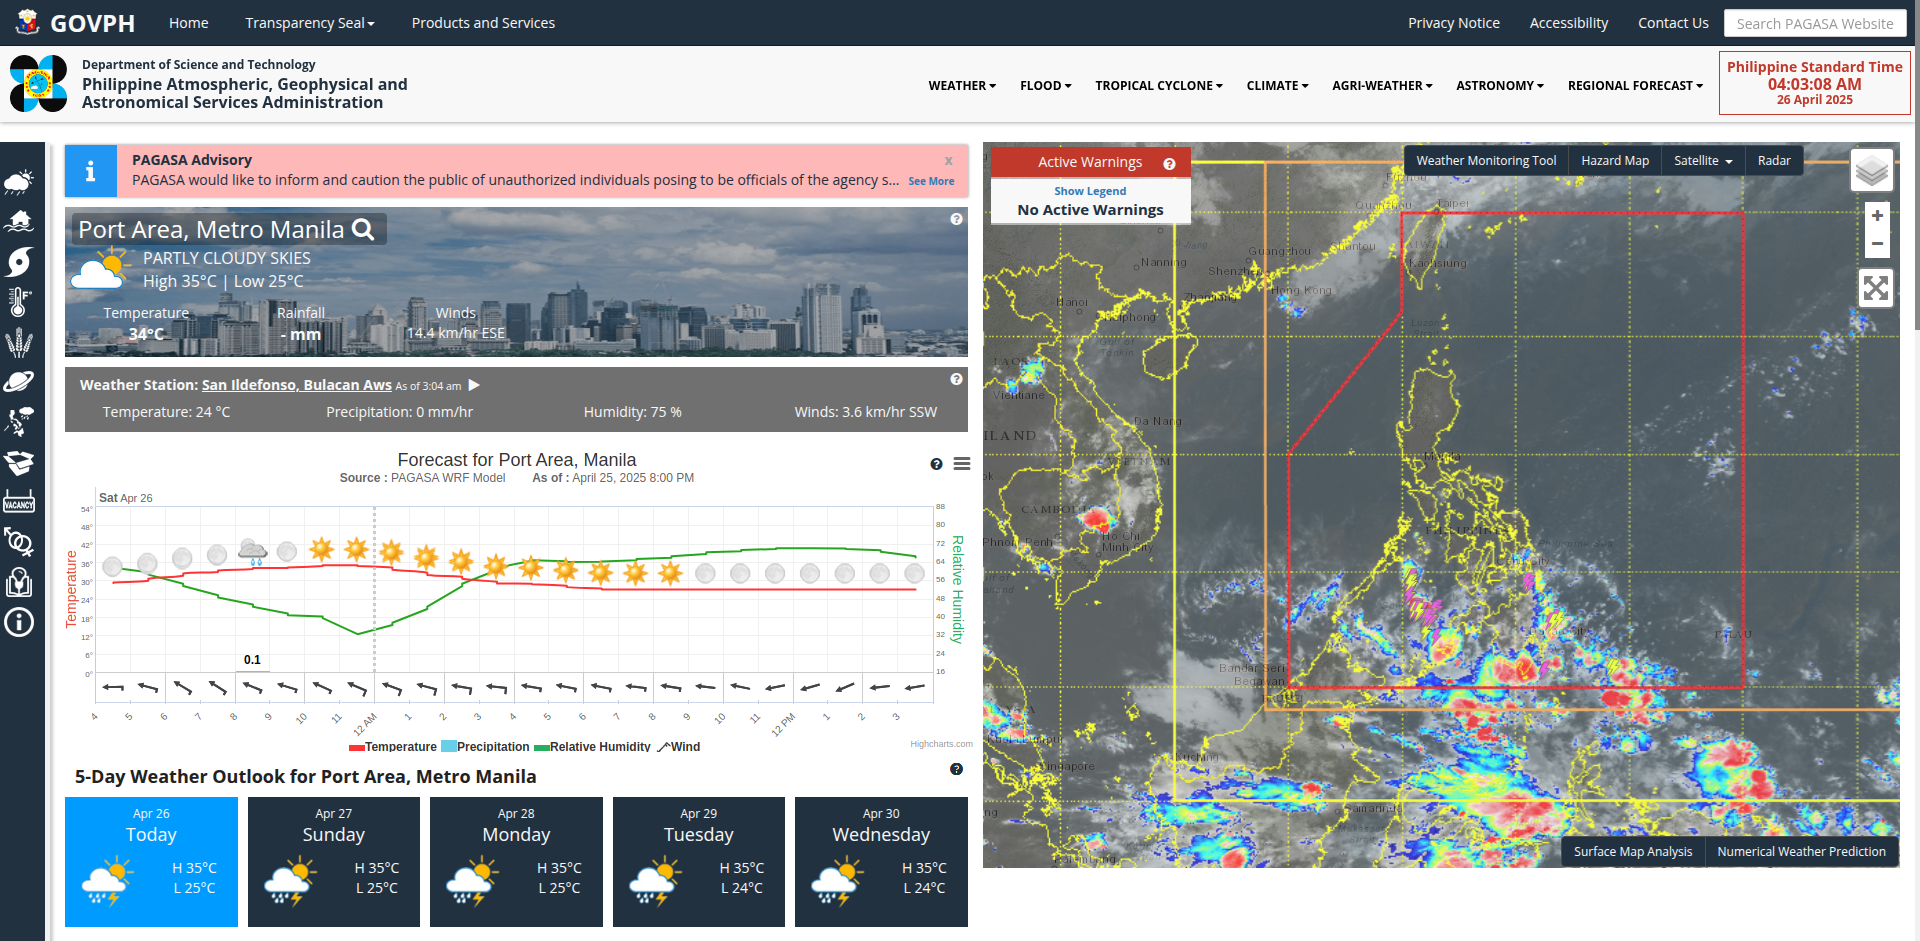 GOVPH
Home
Transparency Seal
Products and Services
Privacy Notice
Accessibility
Contact Us
Search PAGASA Website
Department of Science and Technology
Philippine Atmospheric, Geophysical and
Astronomical Services Administration
WEATHER
FLOOD
TROPICAL CYCLONE
CLIMATE
AGRI-WEATHER
ASTRONOMY
REGIONAL FORECAST
Philippine Standard Time
04:03:08 AM
26 April 2025
VACANCY
PAGASA Advisory
x
PAGASA would like to inform and caution the public of unauthorized individuals posing to be officials of the agency s... See More
Port Area, Metro Manila
PARTLY CLOUDY SKIES
High 35°C | Low 25°C
Temperature
34°C
Rainfall
- mm
Winds
14.4 km/hr ESE
Weather Station: San Ildefonso, Bulacan Aws As of 3:04 am
Temperature: 24 °C
Precipitation: 0 mm/hr
Humidity: 75 %
Winds: 3.6 km/hr SSW
Forecast for Port Area, Manila
Source : PAGASA WRF Model As of : April 25, 2025 8:00 PM
Sat Apr 26
Temperature
54°
48°
42°
36°
30°
24°
18°
12°
6°
0°
0.1
88
80
72
64
56
48
40
32
24
16
Relative Humidity
4 5 6 7 8 9 10 11 12 AM 1 2 3 4 5 6 7 8 9 10 11 12 PM 1 2 3
Temperature Precipitation Relative Humidity Wind
Highcharts.com
5-Day Weather Outlook for Port Area, Metro Manila
Apr 26
Today
H 35°C
L 25°C
Apr 27
Sunday
H 35°C
L 25°C
Apr 28
Monday
H 35°C
L 25°C
Apr 29
Tuesday
H 35°C
L 24°C
Apr 30
Wednesday
H 35°C
L 24°C
Active Warnings
Show Legend
No Active Warnings
Weather Monitoring Tool
Hazard Map
Satellite
Radar
+
−
Taipei
Guangzhou
Shantou
Nanning
Shenzhen
Kaohsiung
Hong Kong
Zhanjiang
Hanoi
Haiphong
Gulf of
Tonkin
Luzon
LAOS
Vientiane
Da Nang
ILAND
VIETNAM
Manila
CAMBODIA
Phnom Penh
Ho Chi
Minh City
PHILIPPINES
Davao City
PALAU
Bandar Seri
Begawan
Kuala Lumpur
Singapore
Kuching
Samarinda
Palembang
Surface Map Analysis
Numerical Weather Prediction